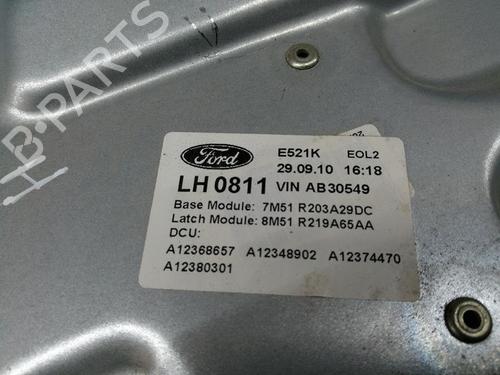 B-PARTS
Ford
E521K EOL2
29.09.10 16:18
LH 0811 VIN AB30549
Base Module: 7M51 R203A29DC
Latch Module: 8M51 R219A65AA
DCU:
A12368657 A12348902 A12374470
A12380301